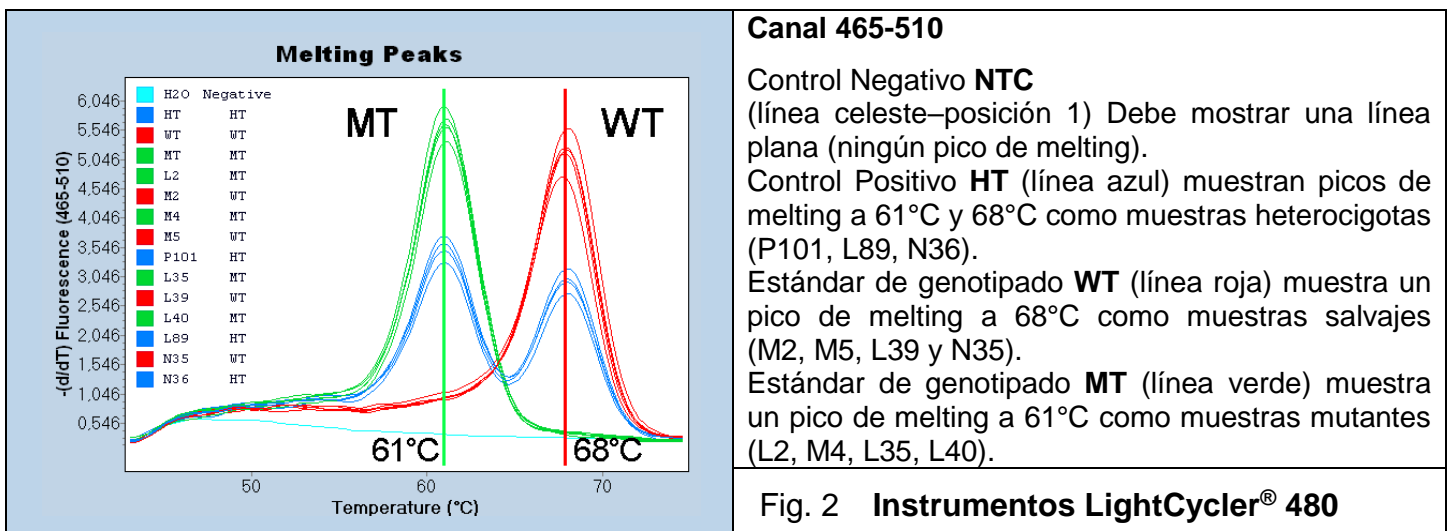 Melting Peaks
-(d/dT) Fluorescence (465-510)
6.046
5.546
5.046
4.546
4.046
3.546
3.046
2.546
2.046
1.546
1.046
0.546
H2O Negative
HT HT
WT WT
MT MT
L2 MT
M2 WT
M4 MT
M5 WT
P101 HT
L35 MT
L39 WT
L40 MT
L89 HT
N35 WT
N36 HT
MT
WT
61°C
68°C
50 60 70
Temperature (°C)
Canal 465-510
Control Negativo NTC
(línea celeste–posición 1) Debe mostrar una línea
plana (ningún pico de melting).
Control Positivo HT (línea azul) muestran picos de
melting a 61°C y 68°C como muestras heterocigotas
(P101, L89, N36).
Estándar de genotipado WT (línea roja) muestra un
pico de melting a 68°C como muestras salvajes
(M2, M5, L39 y N35).
Estándar de genotipado MT (línea verde) muestra
un pico de melting a 61°C como muestras mutantes
(L2, M4, L35, L40).
Fig. 2 Instrumentos LightCycler® 480